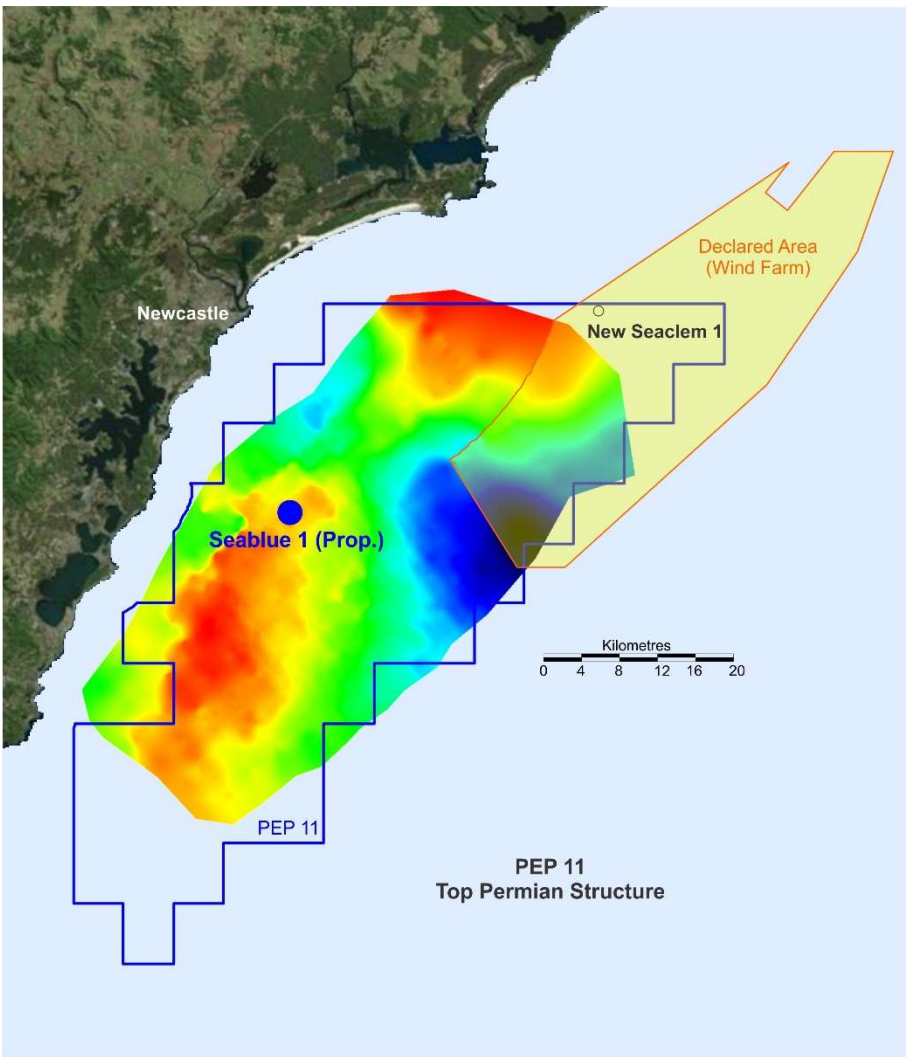 Declared Area
(Wind Farm)
Newcastle
New Seaclem 1
Seablue 1 (Prop.)
Kilometres
0 4 8 12 16 20
PEP 11
PEP 11
Top Permian Structure